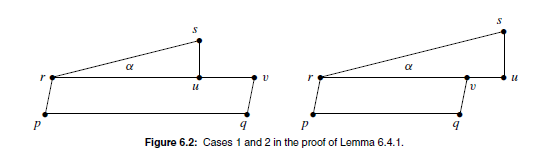 s
s
α
α
r
u
v
r
v
u
p
q
p
q
Figure 6.2: Cases 1 and 2 in the proof of Lemma 6.4.1.